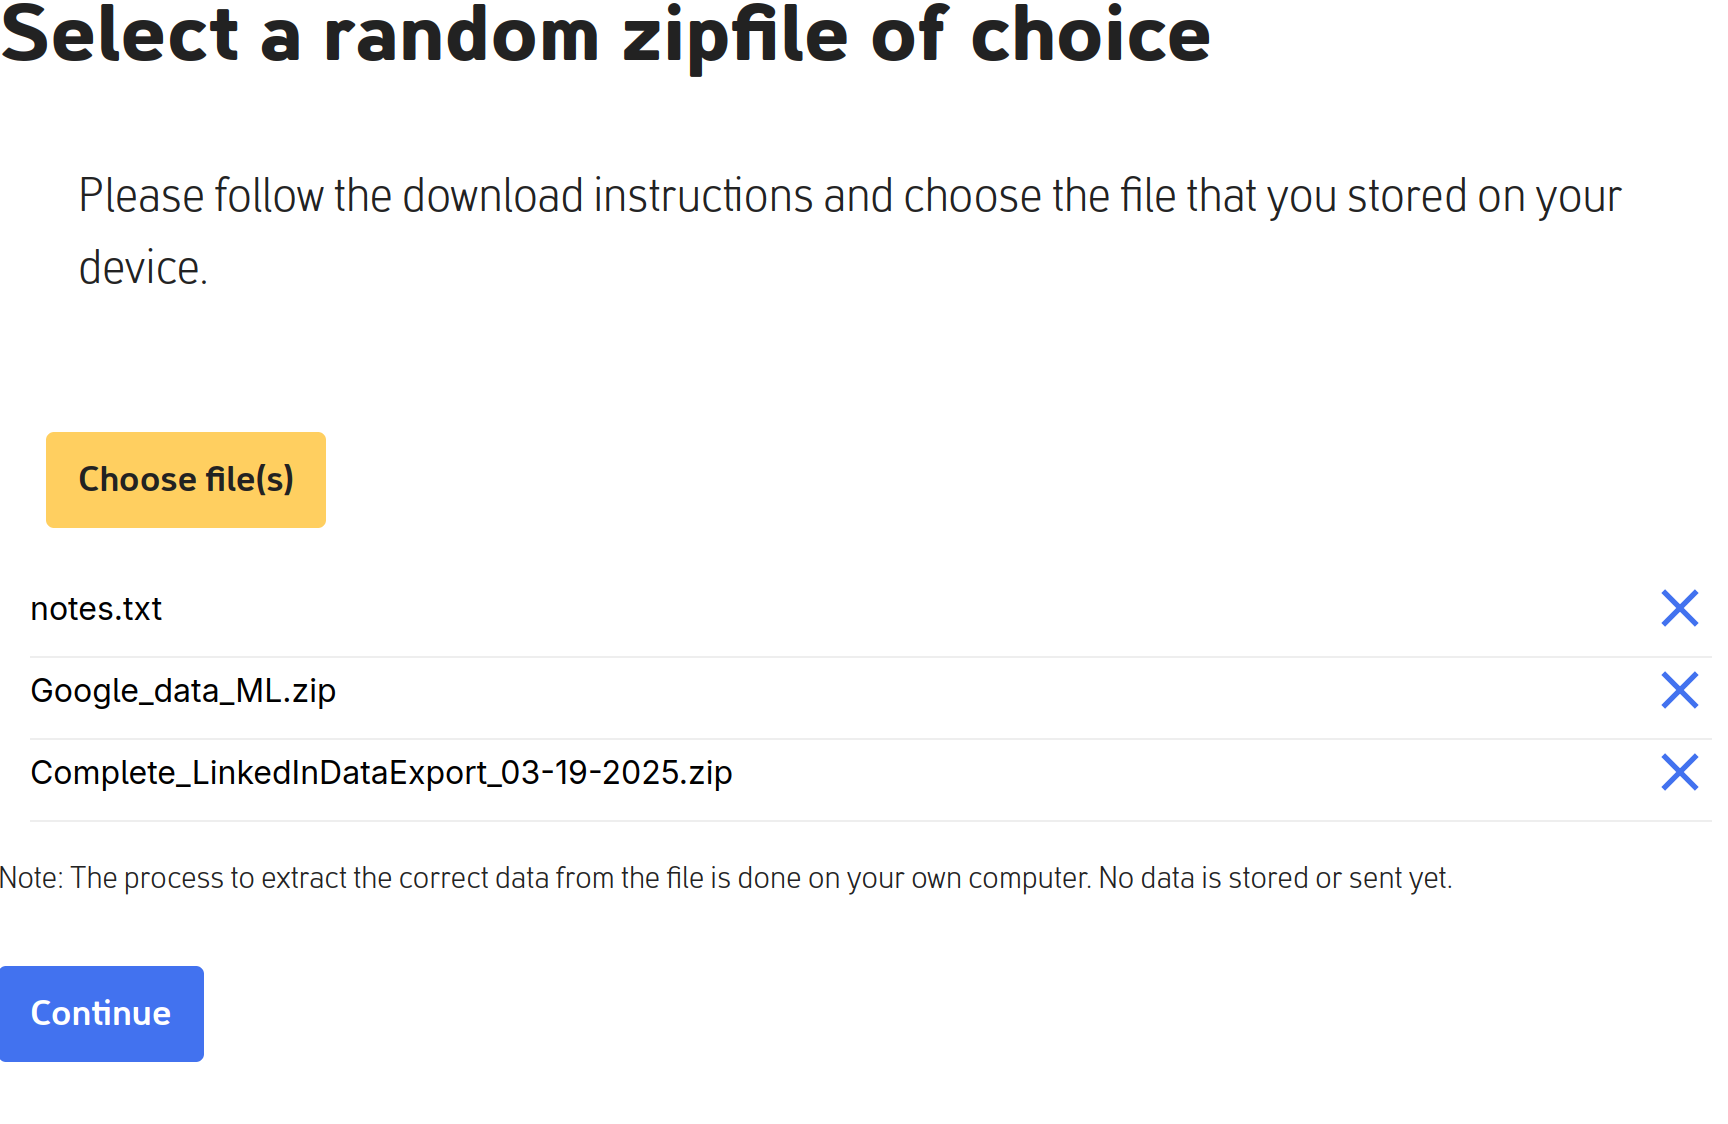 Select a random zipfile of choice
Please follow the download instructions and choose the file that you stored on your
device.
Choose file(s)
notes.txt
Google_data_ML.zip
Complete_LinkedInDataExport_03-19-2025.zip
Note: The process to extract the correct data from the file is done on your own computer. No data is stored or sent yet.
Continue